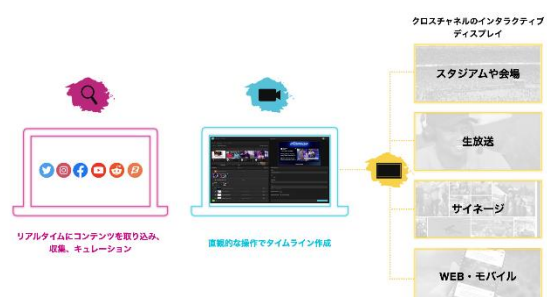 クロスチャネルのインタラクティブ
ディスプレイ
スタジアムや会場
生放送
サイネージ
WEB・モバイル
リアルタイムにコンテンツを取り込み、
収集、キュレーション
直観的な操作でタイムライン作成